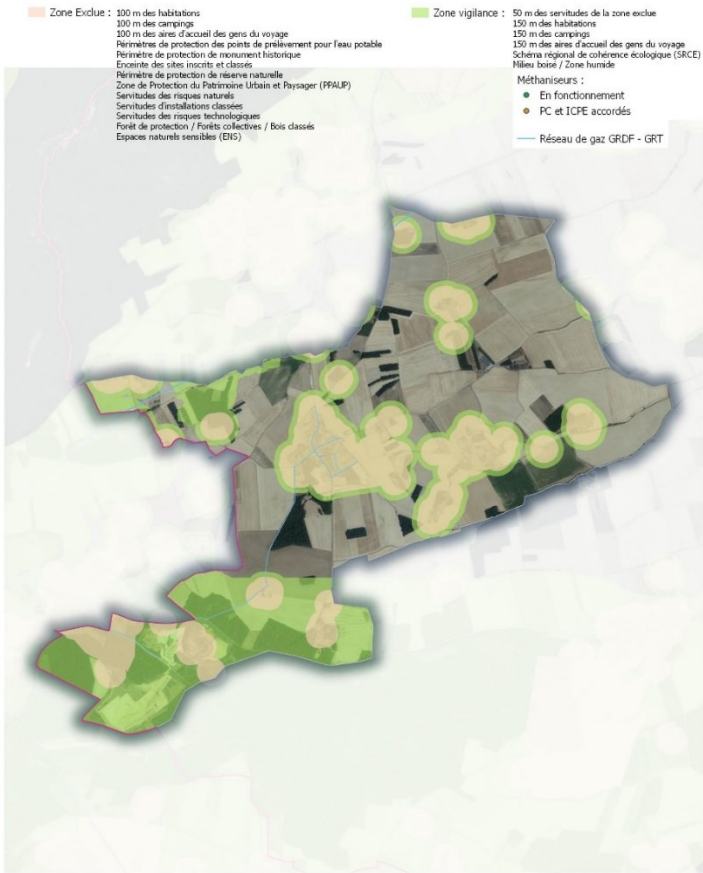 Zone Exclue : 100 m des habitations
100 m des campings
100 m des aires d'accueil des gens du voyage
Périmètres de protection des points de prélèvement pour l'eau potable
Périmètre de protection de monument historique
Enceinte des sites inscrits et classés
Périmètre de protection de réserve naturelle
Zone de Protection du Patrimoine Urbain et Paysager (PPAUP)
Servitudes des risques naturels
Servitudes d'installations classées
Servitudes des risques technologiques
Forêt de protection / Forêts collectives / Bois classés
Espaces naturels sensibles (ENS)
Zone vigilance : 50 m des servitudes de la zone exclue
150 m des habitations
150 m des campings
150 m des aires d'accueil des gens du voyage
Schéma régional de cohérence écologique (SRCE)
Milieu boisé / Zone humide
Méthaniseurs :
En fonctionnement
PC et ICPE accordés
Réseau de gaz GRDF - GRT